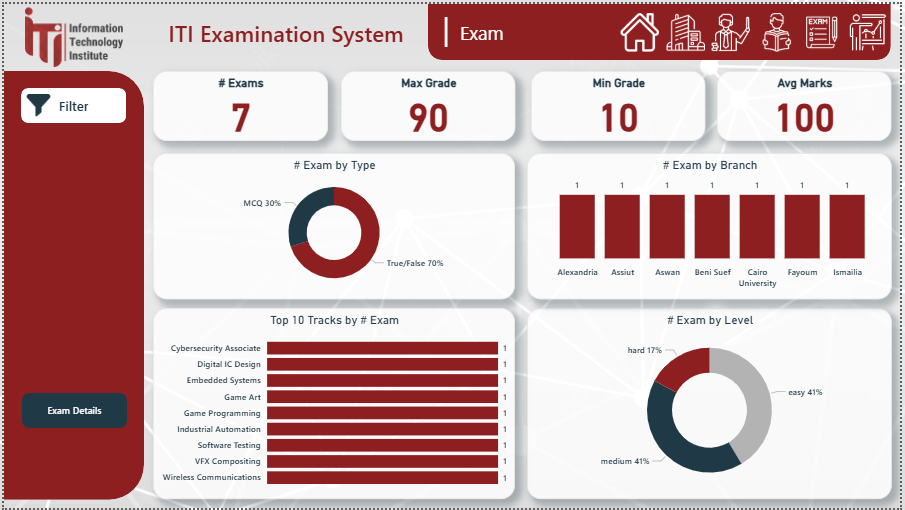 iTi
Information
Technology
Institute
ITI Examination System
Exam
EXAM
Filter
# Exams
7
Max Grade
90
Min Grade
10
Avg Marks
100
# Exam by Type
MCQ 30%
True/False 70%
# Exam by Branch
1 1 1 1 1 1 1
Alexandria Assiut Aswan Beni Suef Cairo University Fayoum Ismailia
Top 10 Tracks by # Exam
Cybersecurity Associate 1
Digital IC Design 1
Embedded Systems 1
Game Art 1
Game Programming 1
Industrial Automation 1
Software Testing 1
VFX Compositing 1
Wireless Communications 1
# Exam by Level
hard 17%
easy 41%
medium 41%
Exam Details